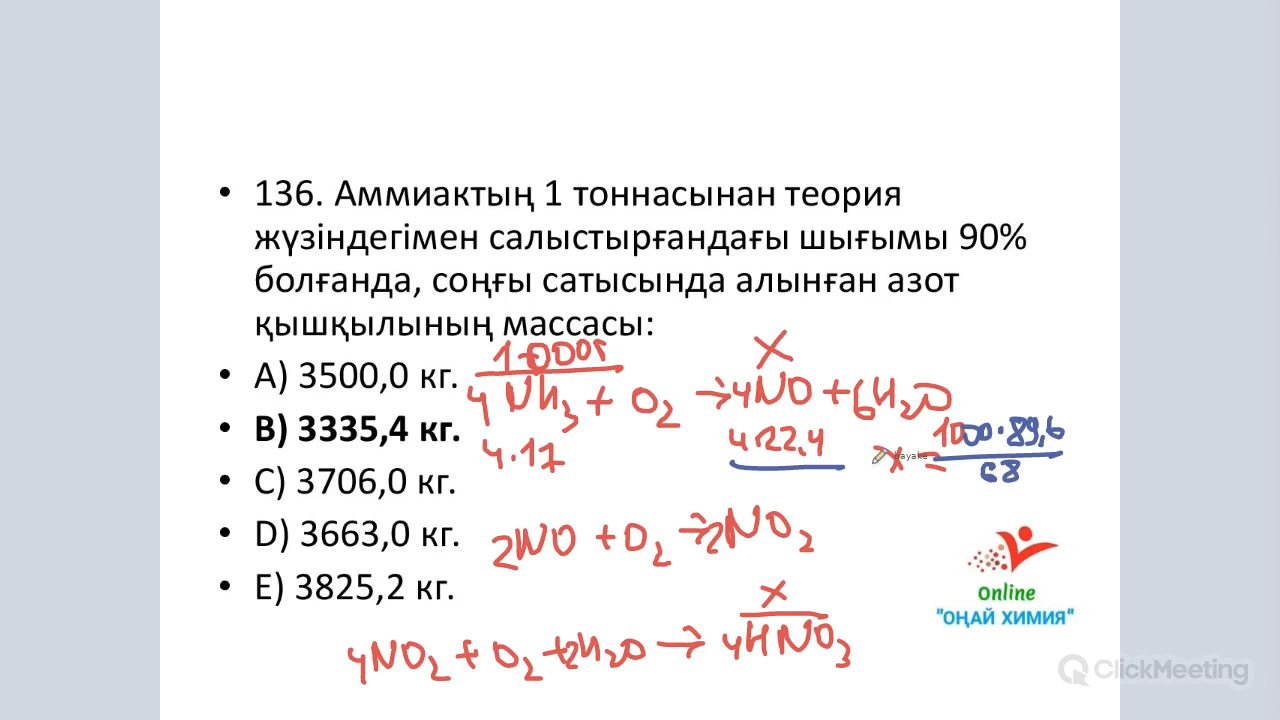 • 136. Аммиактың 1 тоннасынан теория
жүзіндегімен салыстырғандағы шығымы 90%
болғанда, соңғы сатысында алынған азот
қышқылының массасы:
• A) 3500,0 кг.
• B) 3335,4 кг.
• C) 3706,0 кг.
• D) 3663,0 кг.
• E) 3825,2 кг.
1000г
X
4NH3 + O2 → 4NO + 6H2O
4·17
4·22,4
x = 1000·89,6
68
bayake
2NO + O2 → 2NO2
X
4NO2 + O2 + 2H2O → 4HNO3
Online
"ОҢАЙ ХИМИЯ"
ClickMeeting